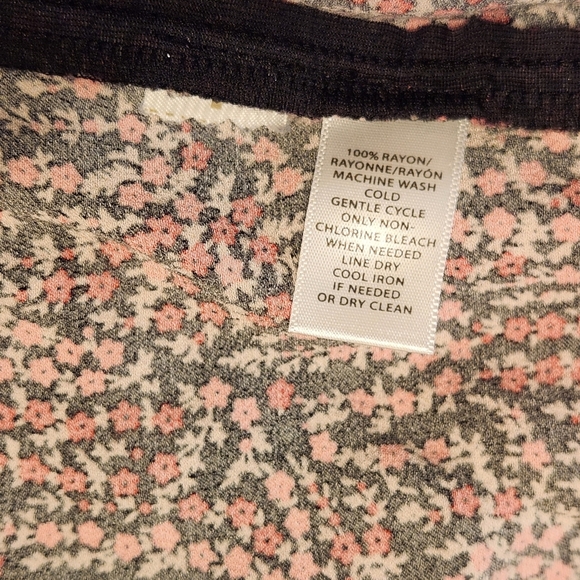 100% RAYON/
RAYONNE/RAYÓN
MACHINE WASH
COLD
GENTLE CYCLE
ONLY NON-
CHLORINE BLEACH
WHEN NEEDED
LINE DRY
COOL IRON
IF NEEDED
OR DRY CLEAN